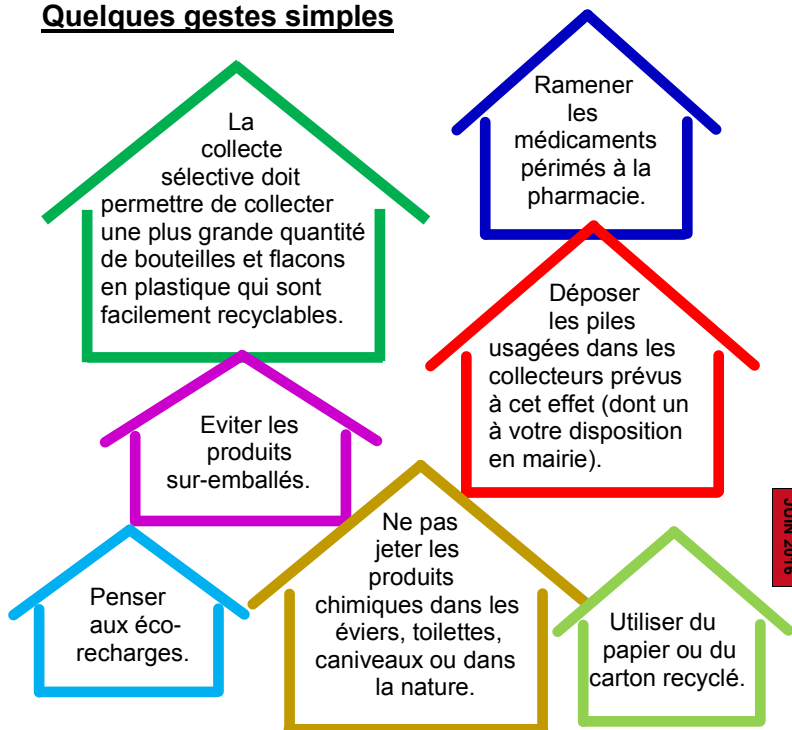 Quelques gestes simples
La
collecte
sélective doit
permettre de collecter
une plus grande quantité
de bouteilles et flacons
en plastique qui sont
facilement recyclables.
Ramener
les
médicaments
périmés à la
pharmacie.
Déposer
les piles
usagées dans les
collecteurs prévus
à cet effet (dont un
à votre disposition
en mairie).
Eviter les
produits
sur-emballés.
Ne pas
jeter les
produits
chimiques dans les
éviers, toilettes,
caniveaux ou dans
la nature.
Penser
aux éco-
recharges.
Utiliser du
papier ou du
carton recyclé.
JUIN 2016